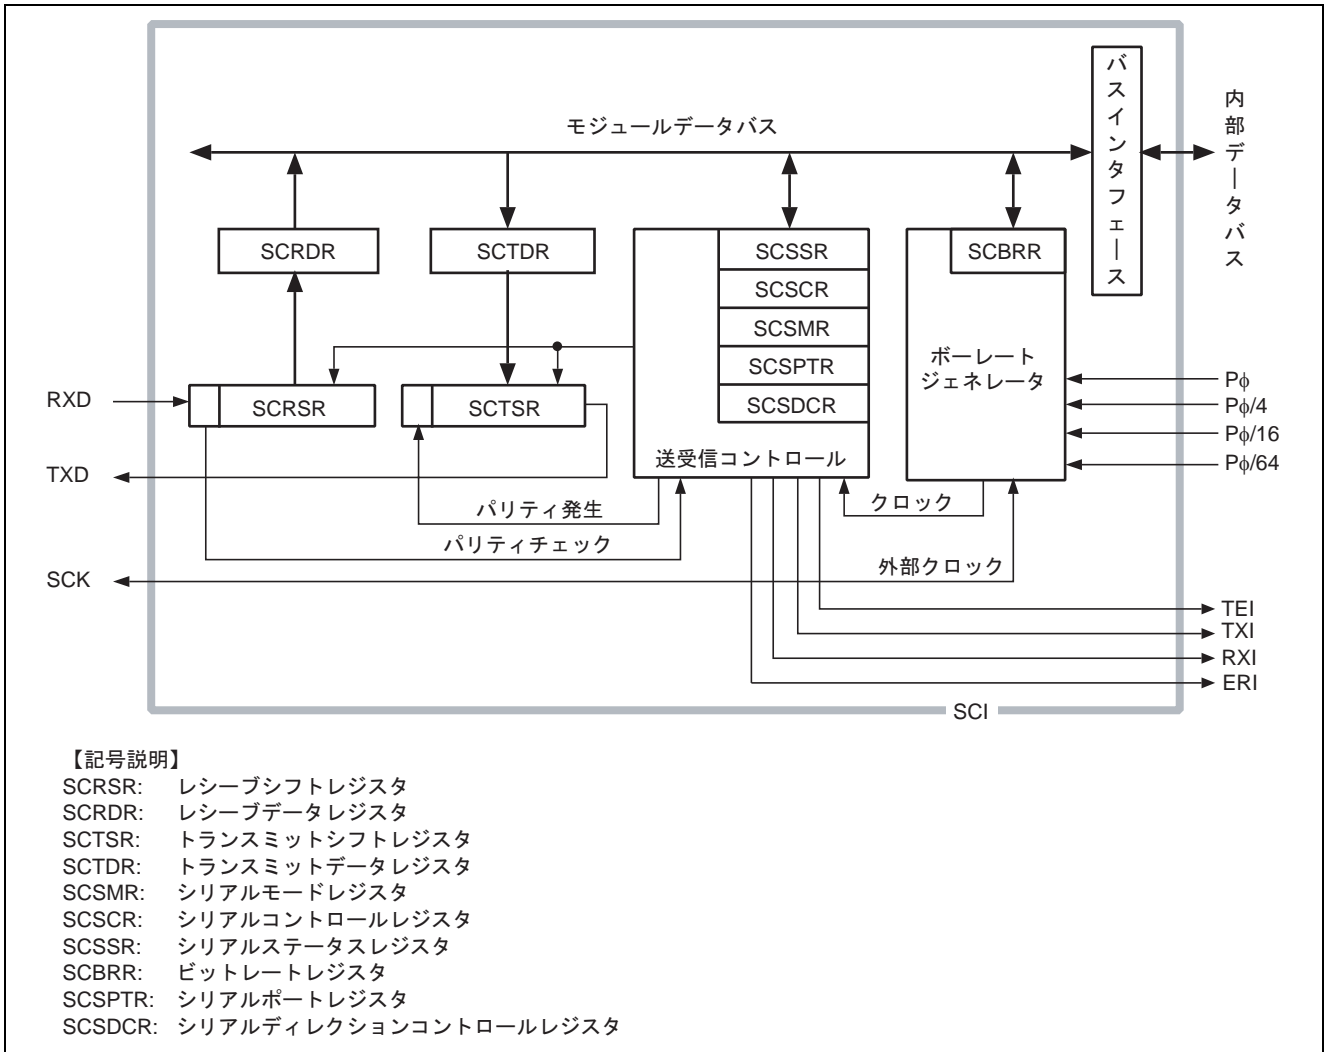 モジュールデータバス
バスインタフェース
内部データバス
SCRDR
SCTDR
SCSSR
SCBRR
SCSCR
SCSMR
SCSPTR
SCSDCR
ボーレート
ジェネレータ
Pφ
Pφ/4
Pφ/16
Pφ/64
RXD
SCRSR
SCTSR
送受信コントロール
TXD
クロック
パリティ発生
パリティチェック
外部クロック
SCK
TEI
TXI
RXI
ERI
SCI
【記号説明】
SCRSR: レシーブシフトレジスタ
SCRDR: レシーブデータレジスタ
SCTSR: トランスミットシフトレジスタ
SCTDR: トランスミットデータレジスタ
SCSMR: シリアルモードレジスタ
SCSCR: シリアルコントロールレジスタ
SCSSR: シリアルステータスレジスタ
SCBRR: ビットレートレジスタ
SCSPTR: シリアルポートレジスタ
SCSDCR: シリアルディレクションコントロールレジスタ